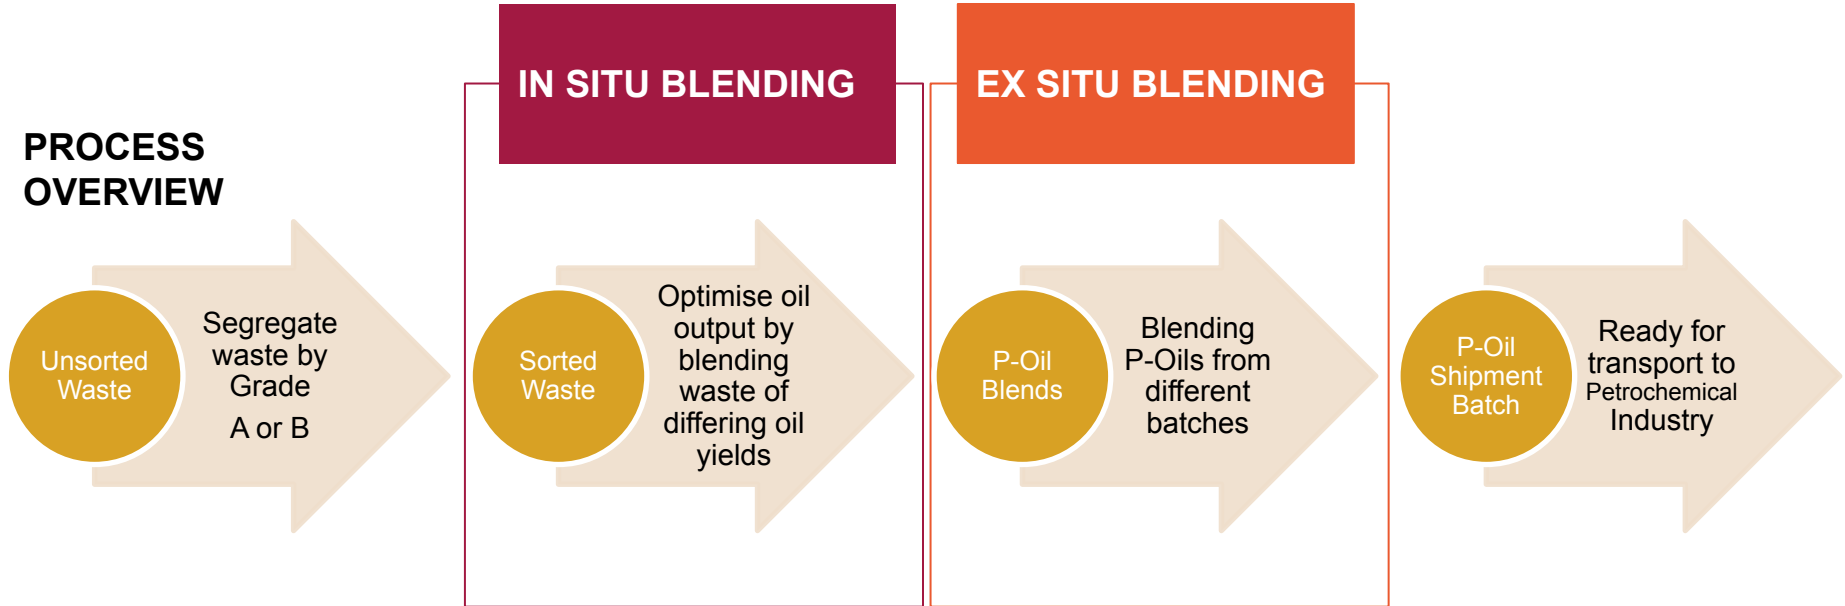 IN SITU BLENDING
EX SITU BLENDING
PROCESS
OVERVIEW
Unsorted
Waste
Segregate
waste by
Grade
A or B
Sorted
Waste
Optimise oil
output by
blending
waste of
differing oil
yields
P-Oil
Blends
Blending
P-Oils from
different
batches
P-Oil
Shipment
Batch
Ready for
transport to
Petrochemical
Industry